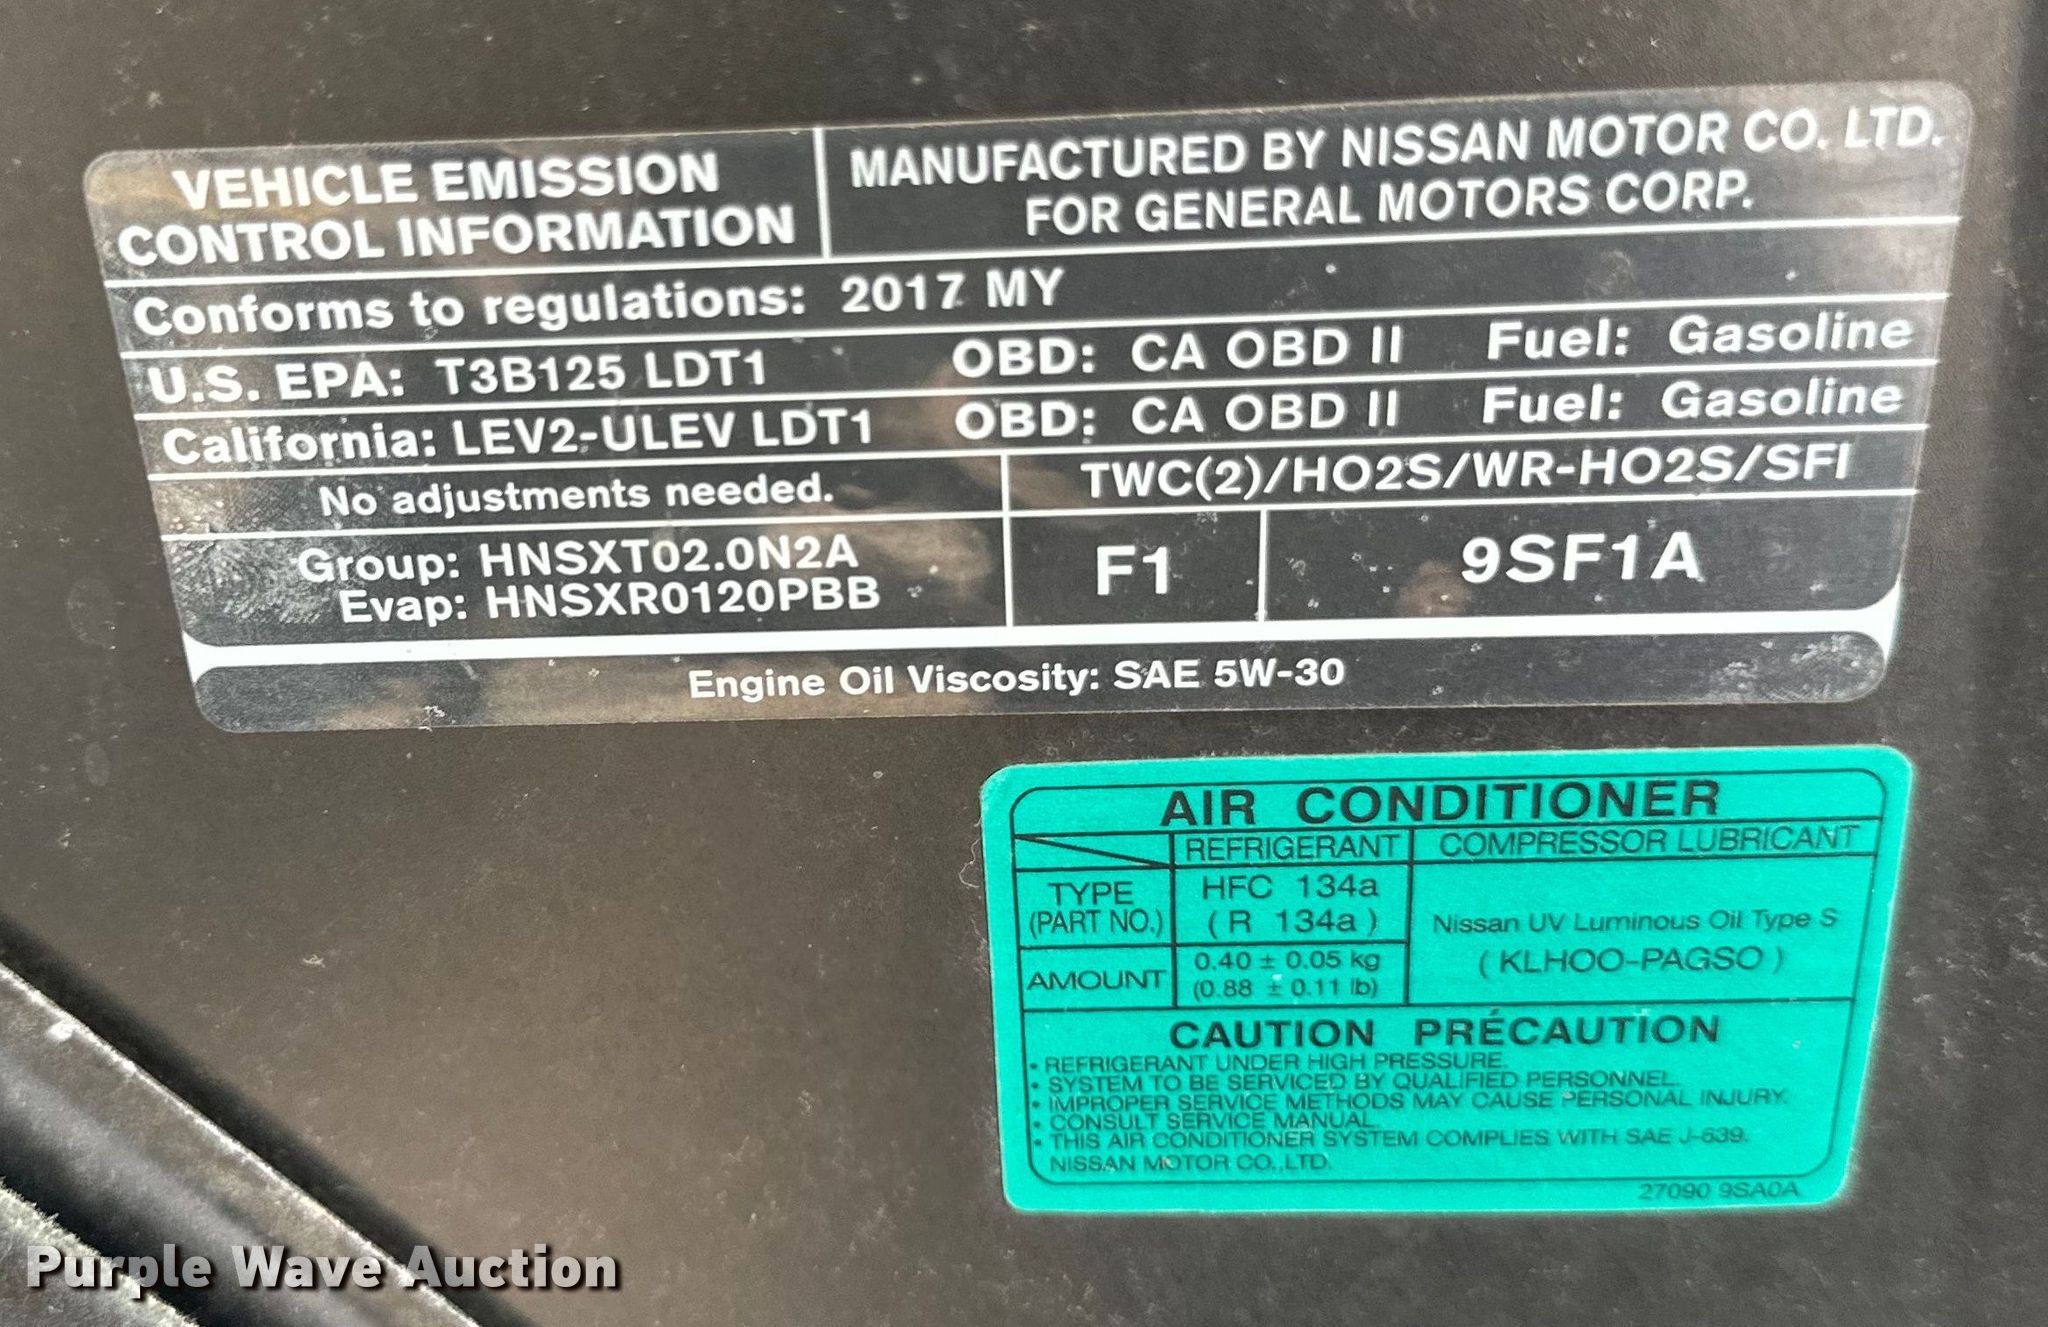 VEHICLE EMISSION
CONTROL INFORMATION
MANUFACTURED BY NISSAN MOTOR CO. LTD.
FOR GENERAL MOTORS CORP.
Conforms to regulations: 2017 MY
U.S. EPA: T3B125 LDT1 OBD: CA OBD II Fuel: Gasoline
California: LEV2-ULEV LDT1 OBD: CA OBD II Fuel: Gasoline
No adjustments needed.
TWC(2)/HO2S/WR-HO2S/SFI
Group: HNSXT02.0N2A
Evap: HNSXR0120PBB
F1
9SF1A
Engine Oil Viscosity: SAE 5W-30
AIR CONDITIONER
REFRIGERANT
COMPRESSOR LUBRICANT
TYPE
(PART NO.)
HFC 134a
( R 134a )
Nissan UV Luminous Oil Type S
( KLHOO-PAGSO )
AMOUNT
0.40 ± 0.05 kg
(0.88 ± 0.11 lb)
CAUTION PRÉCAUTION
• REFRIGERANT UNDER HIGH PRESSURE.
• SYSTEM TO BE SERVICED BY QUALIFIED PERSONNEL.
• IMPROPER SERVICE METHODS MAY CAUSE PERSONAL INJURY.
• CONSULT SERVICE MANUAL.
• THIS AIR CONDITIONER SYSTEM COMPLIES WITH SAE J-639.
NISSAN MOTOR CO.,LTD.
27090 9SA0A
Purple Wave Auction